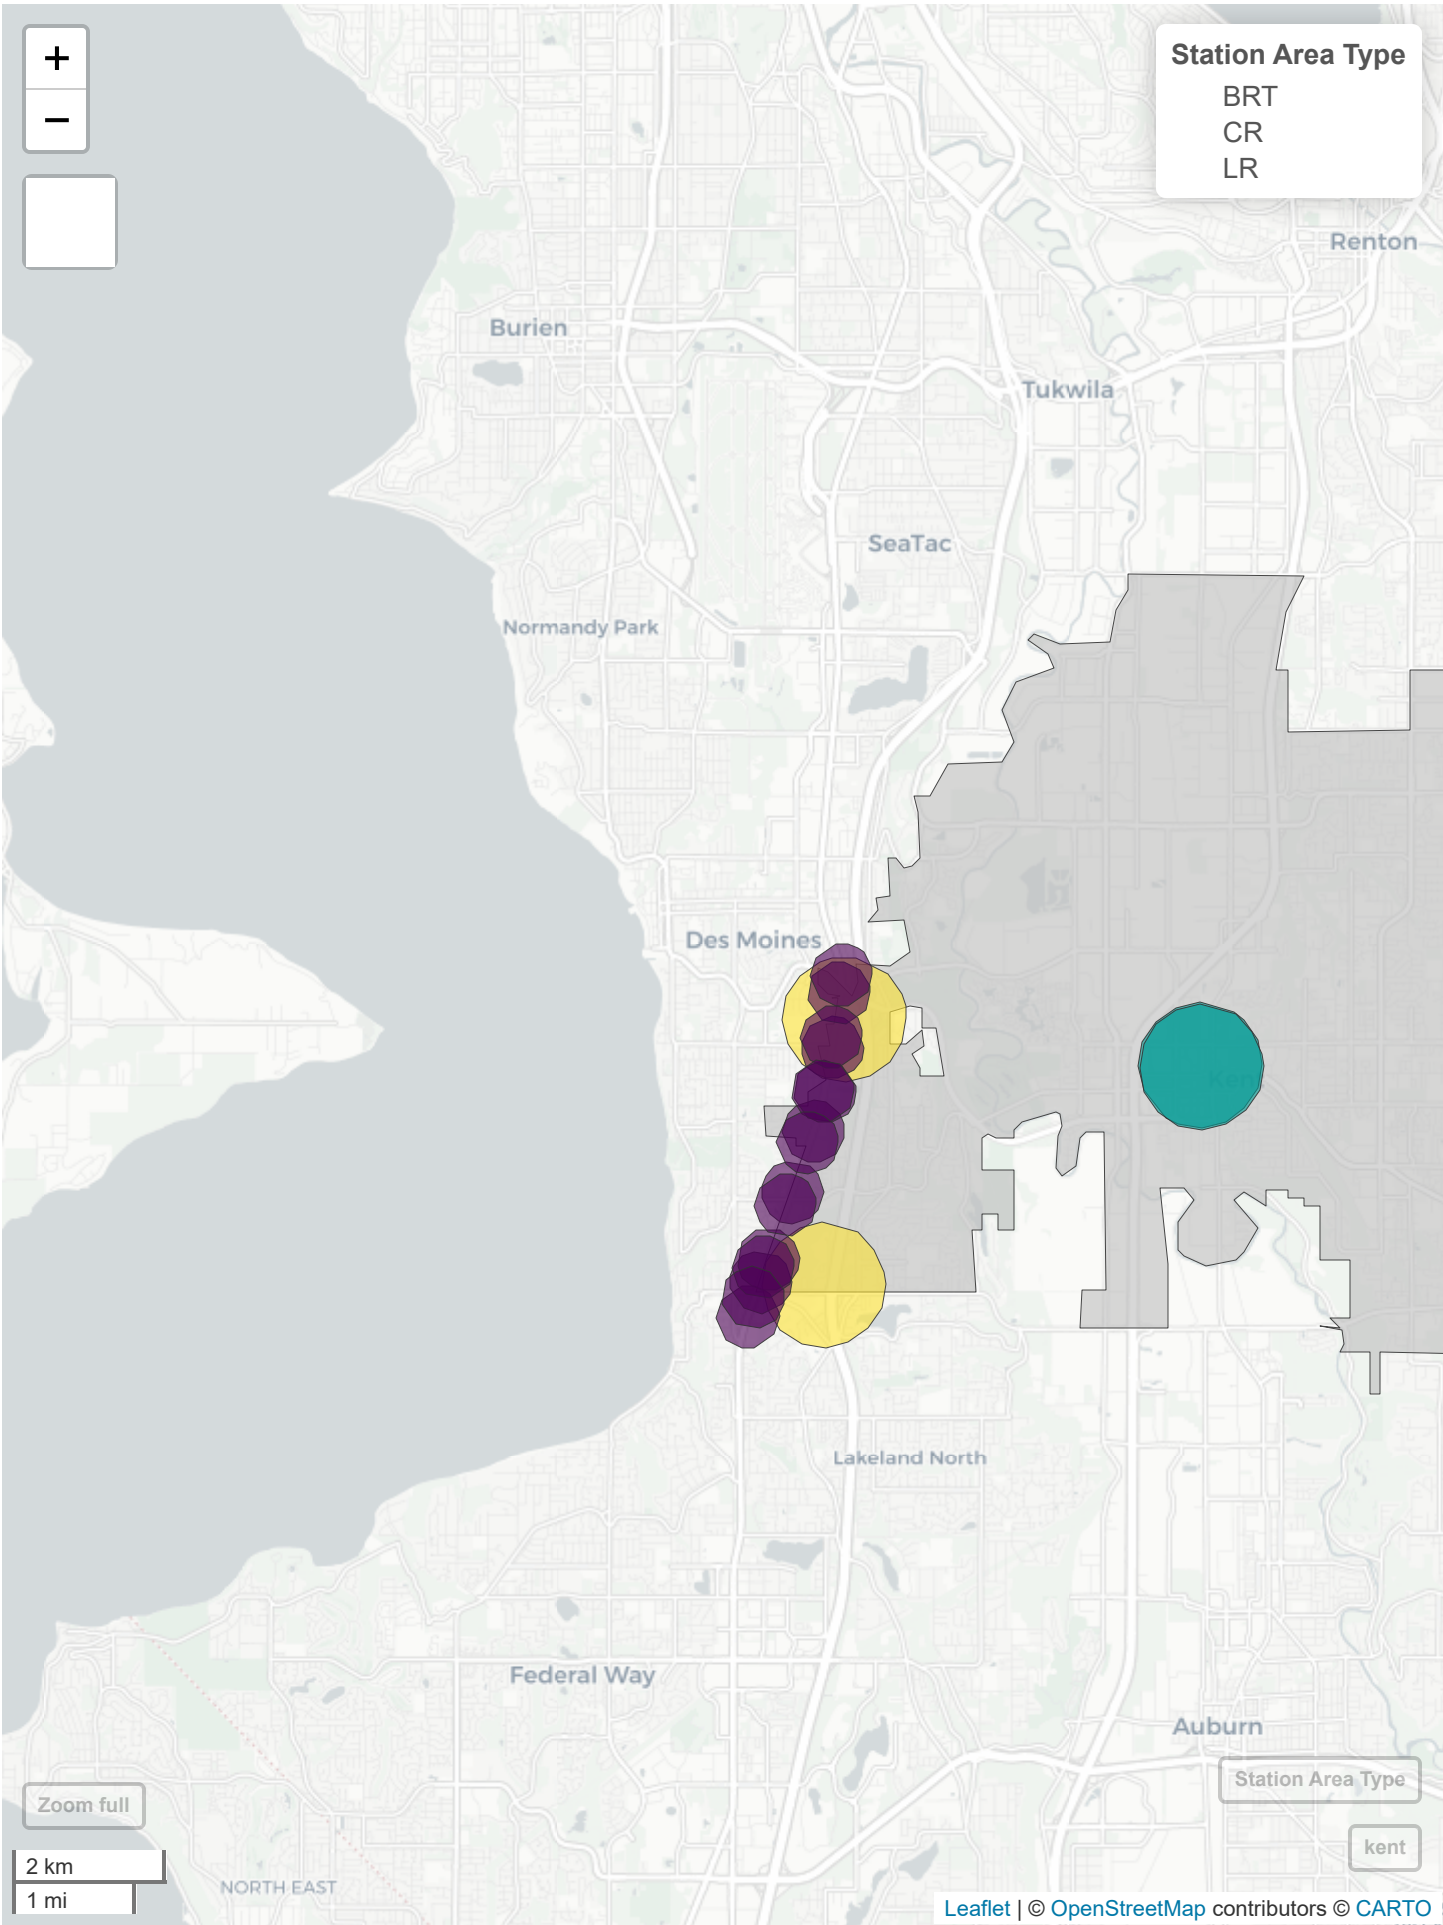 +
Station Area Type
BRT
−
CR
LR
Renton
Burien
Tukwila
SeaTac
Normandy Park
Des Moines
Kent
Lakeland North
Federal Way
Auburn
Station Area Type
Zoom full
kent
2 km
NORTH EAST
1 mi
Leaflet | © OpenStreetMap contributors © CARTO